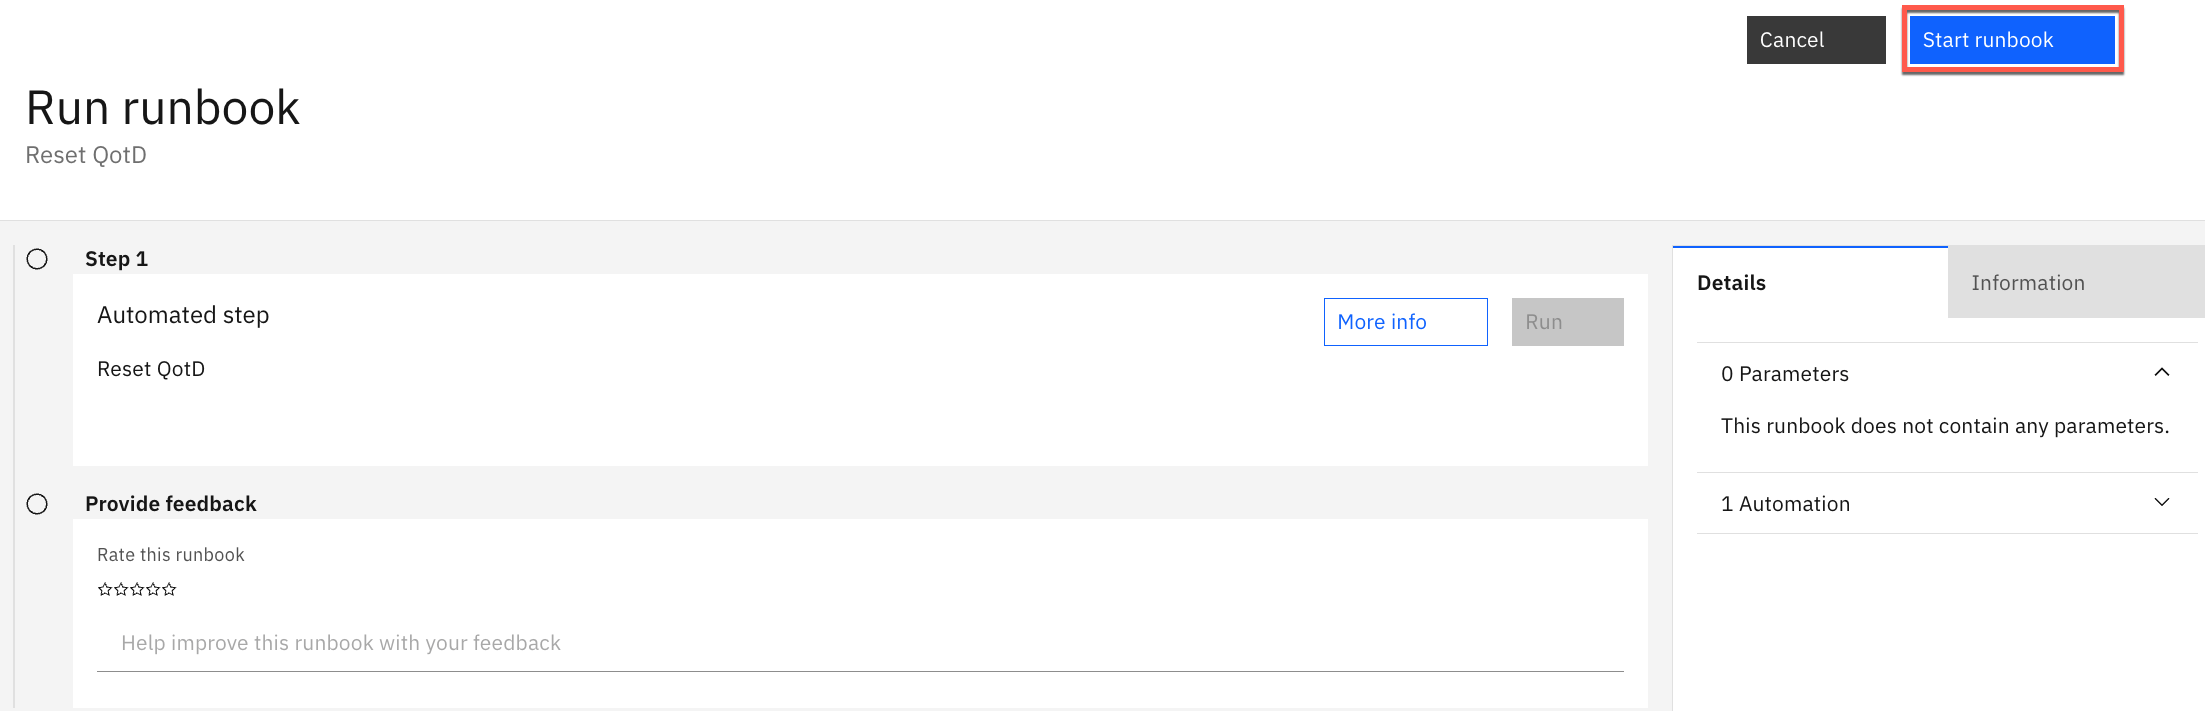 Cancel
Start runbook
Run runbook
Reset QotD
Step 1
Automated step
More info
Run
Reset QotD
Provide feedback
Rate this runbook
Help improve this runbook with your feedback
Details
Information
0 Parameters
This runbook does not contain any parameters.
1 Automation